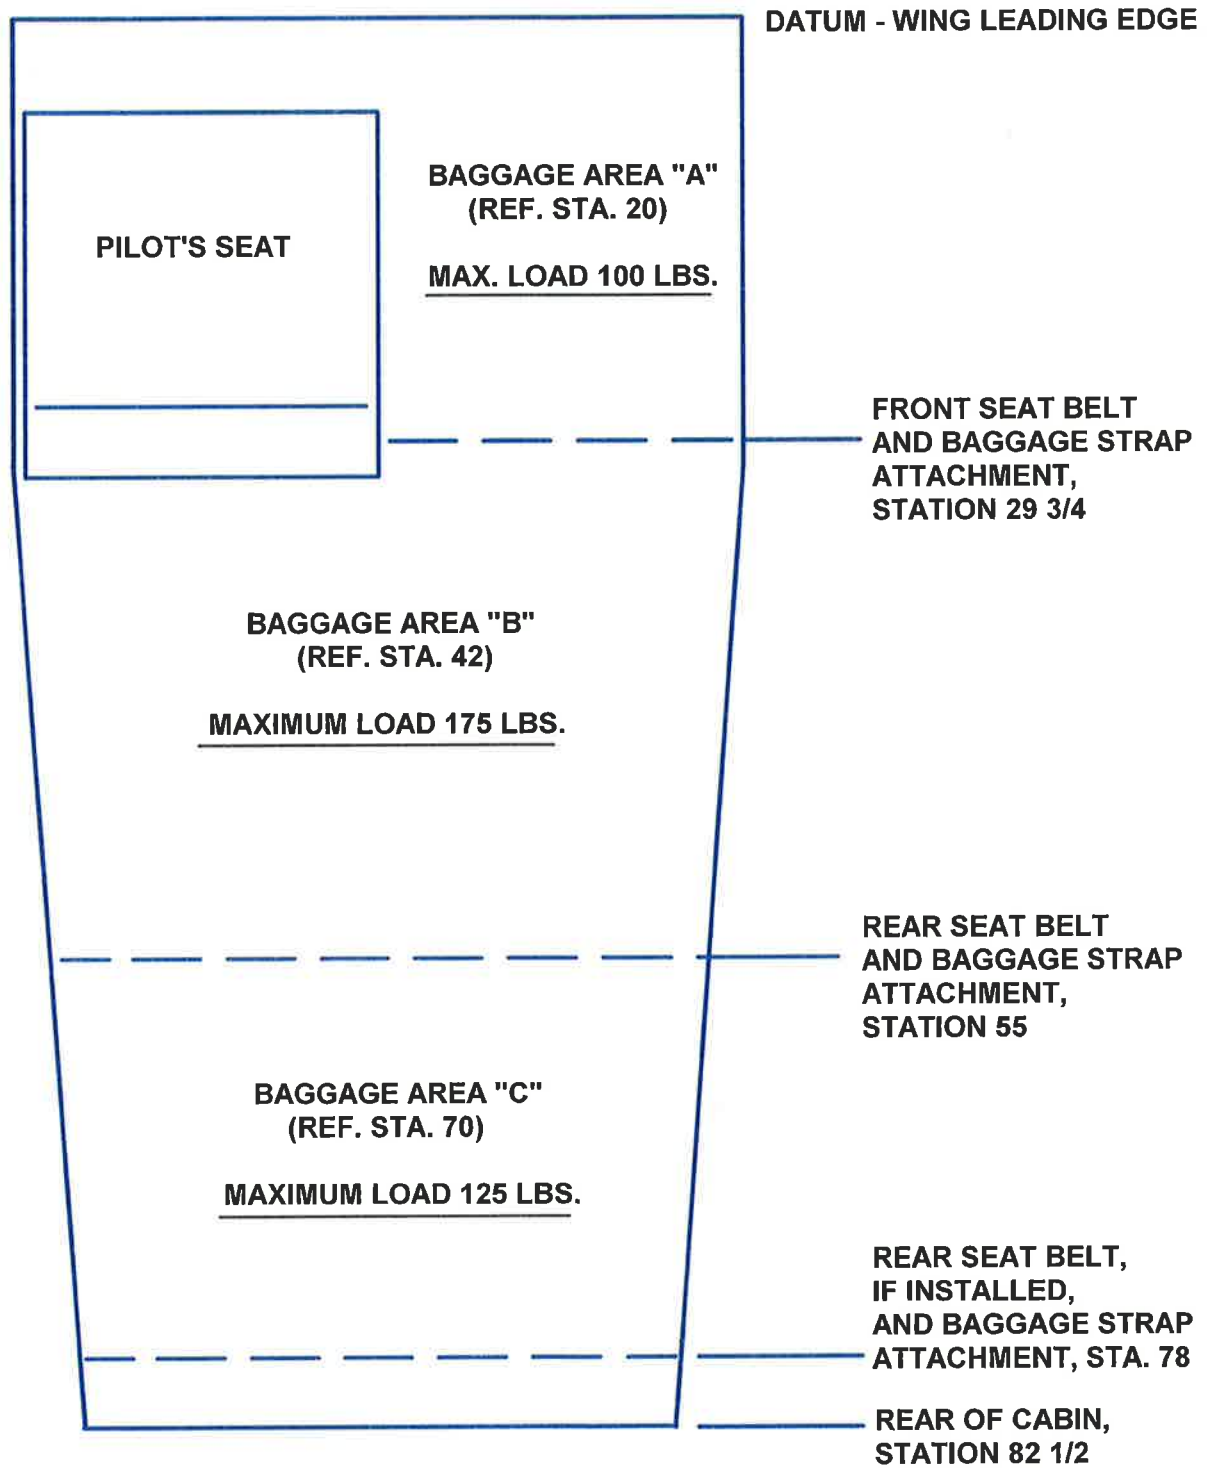 DATUM - WING LEADING EDGE
BAGGAGE AREA "A"
(REF. STA. 20)
PILOT'S SEAT
MAX. LOAD 100 LBS.
FRONT SEAT BELT
AND BAGGAGE STRAP
ATTACHMENT,
STATION 29 3/4
BAGGAGE AREA "B"
(REF. STA. 42)
MAXIMUM LOAD 175 LBS.
REAR SEAT BELT
AND BAGGAGE STRAP
ATTACHMENT,
STATION 55
BAGGAGE AREA "C"
(REF. STA. 70)
MAXIMUM LOAD 125 LBS.
REAR SEAT BELT,
IF INSTALLED,
AND BAGGAGE STRAP
ATTACHMENT, STA. 78
REAR OF CABIN,
STATION 82 1/2